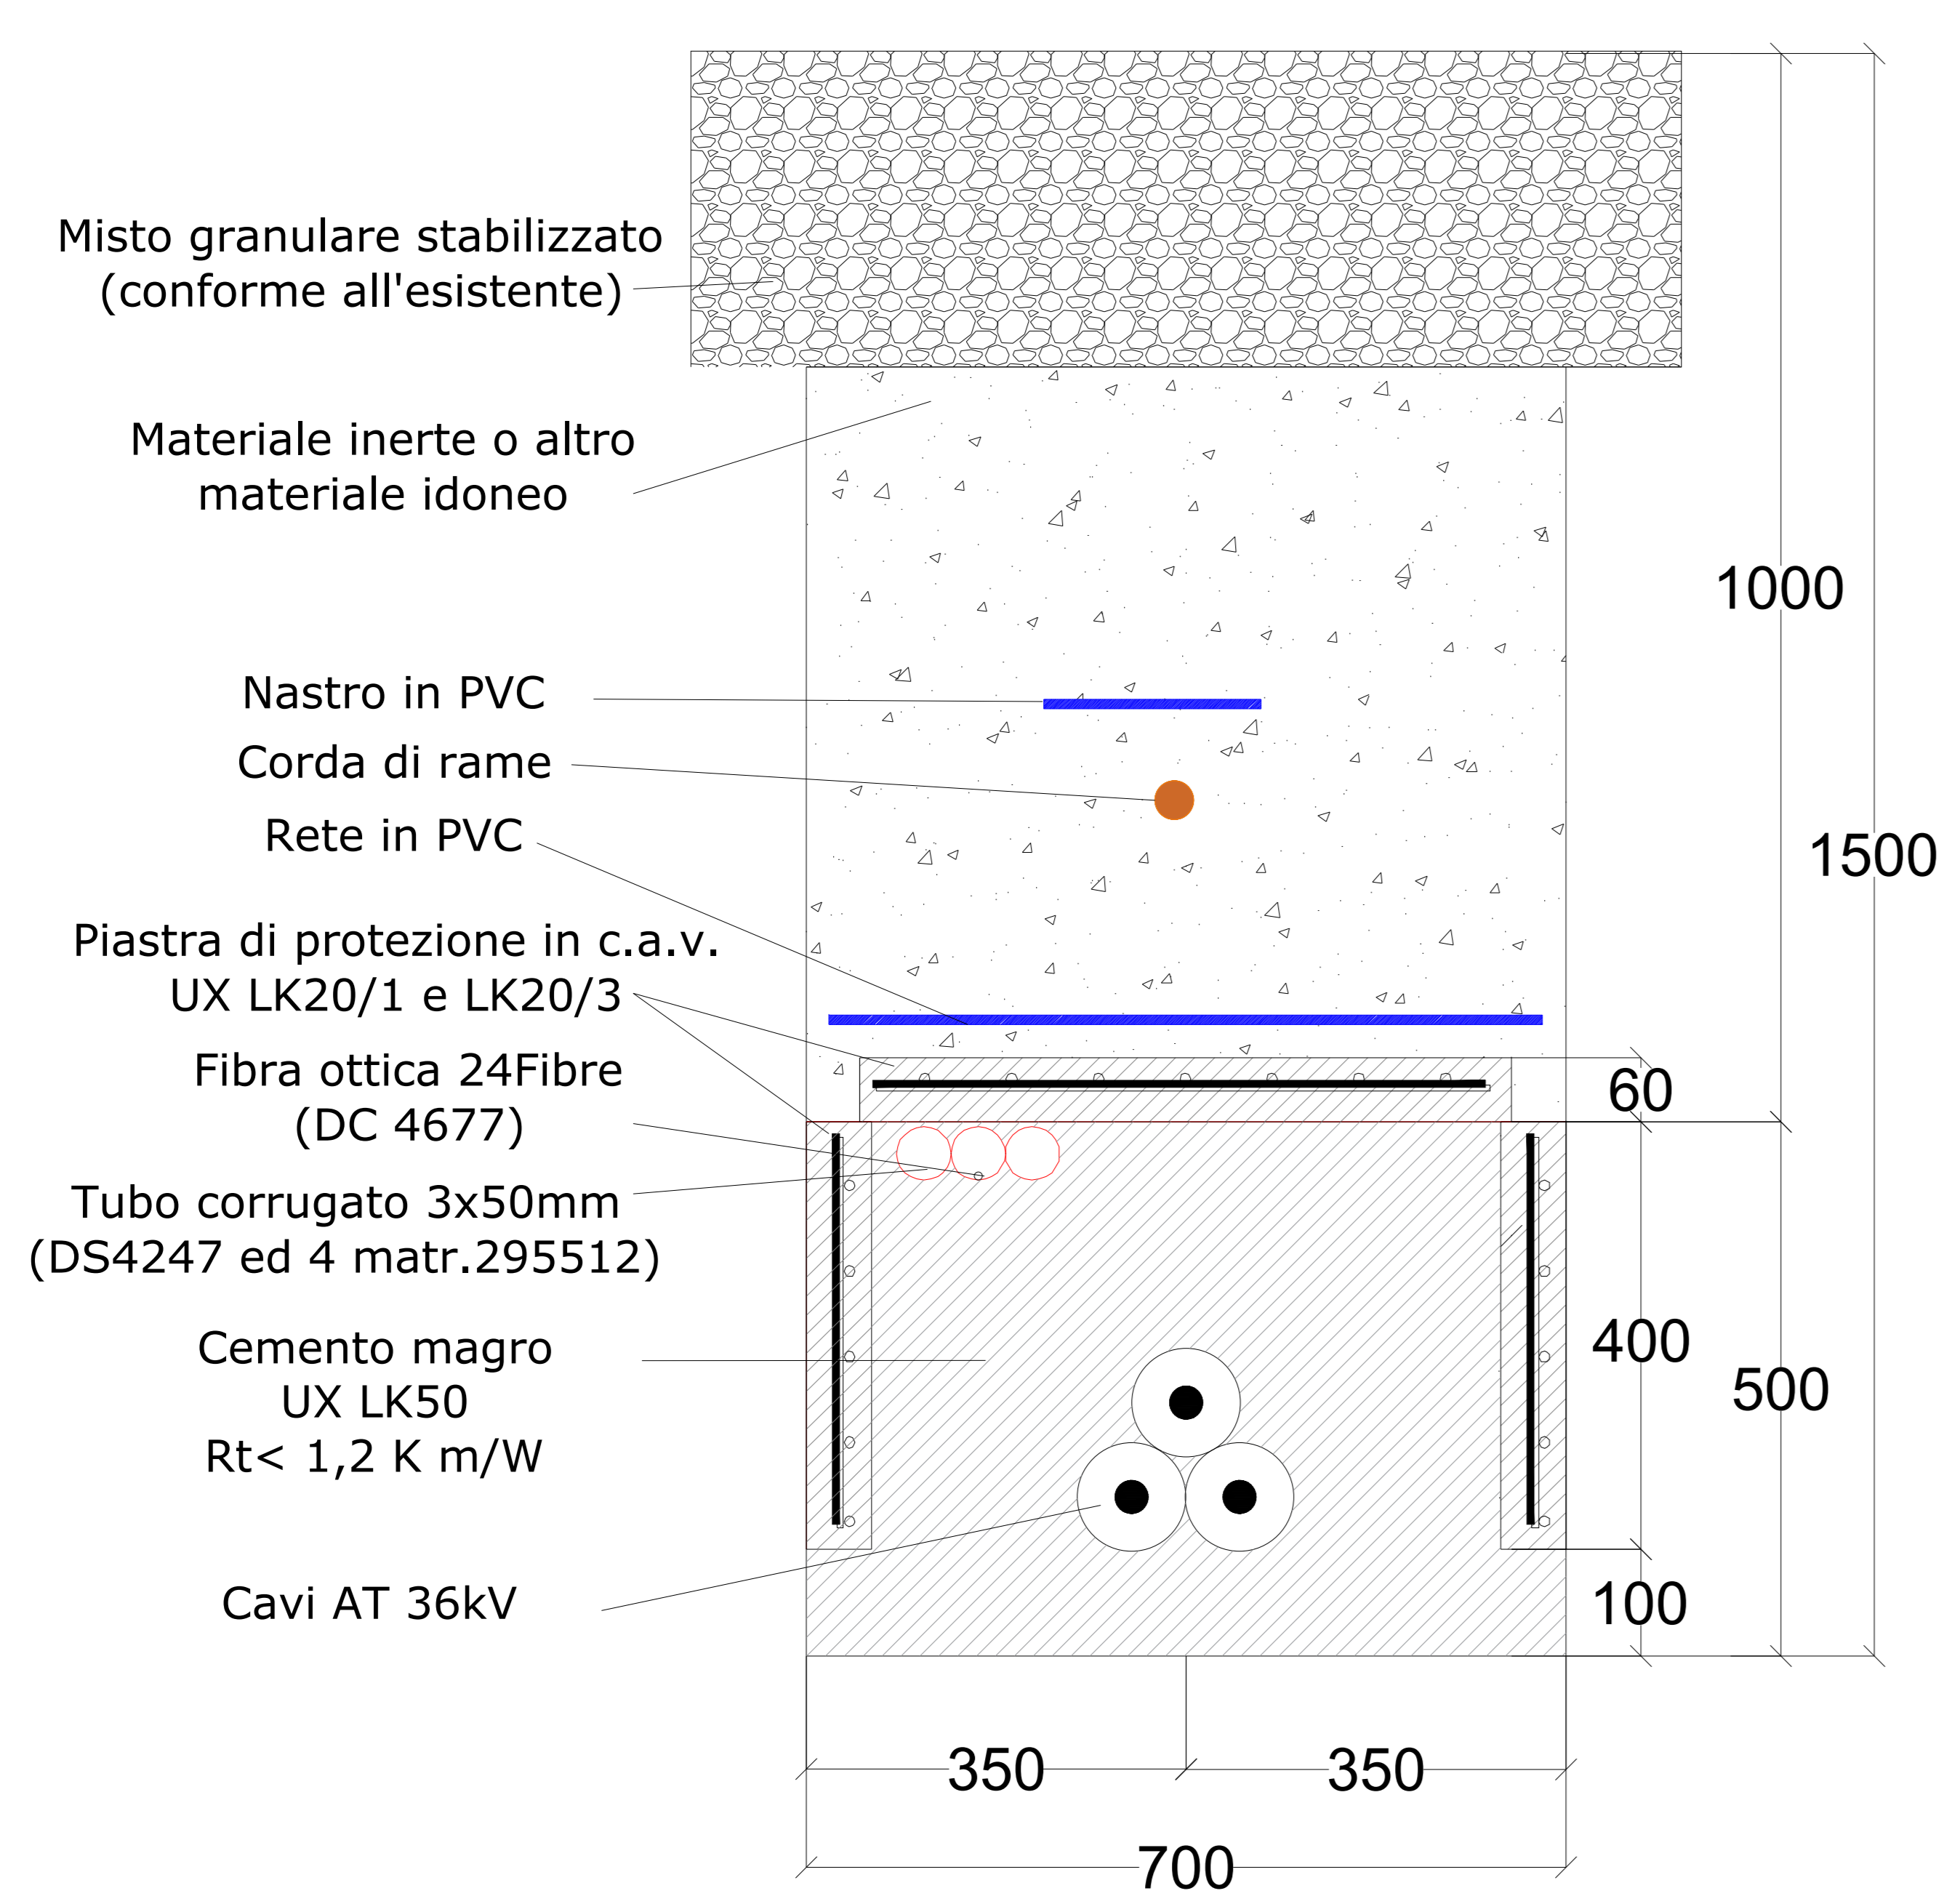 Misto granulare stabilizzato
(conforme all'esistente)
Materiale inerte o altro
materiale idoneo
Nastro in PVC
Corda di rame
Rete in PVC
Piastra di protezione in c.a.v.
UX LK20/1 e LK20/3
Fibra ottica 24Fibre
(DC 4677)
Tubo corrugato 3x50mm
(DS4247 ed 4 matr.295512)
Cemento magro
UX LK50
Rt< 1,2 K m/W
Cavi AT 36kV
1000
1500
60
400
500
100
350
350
700